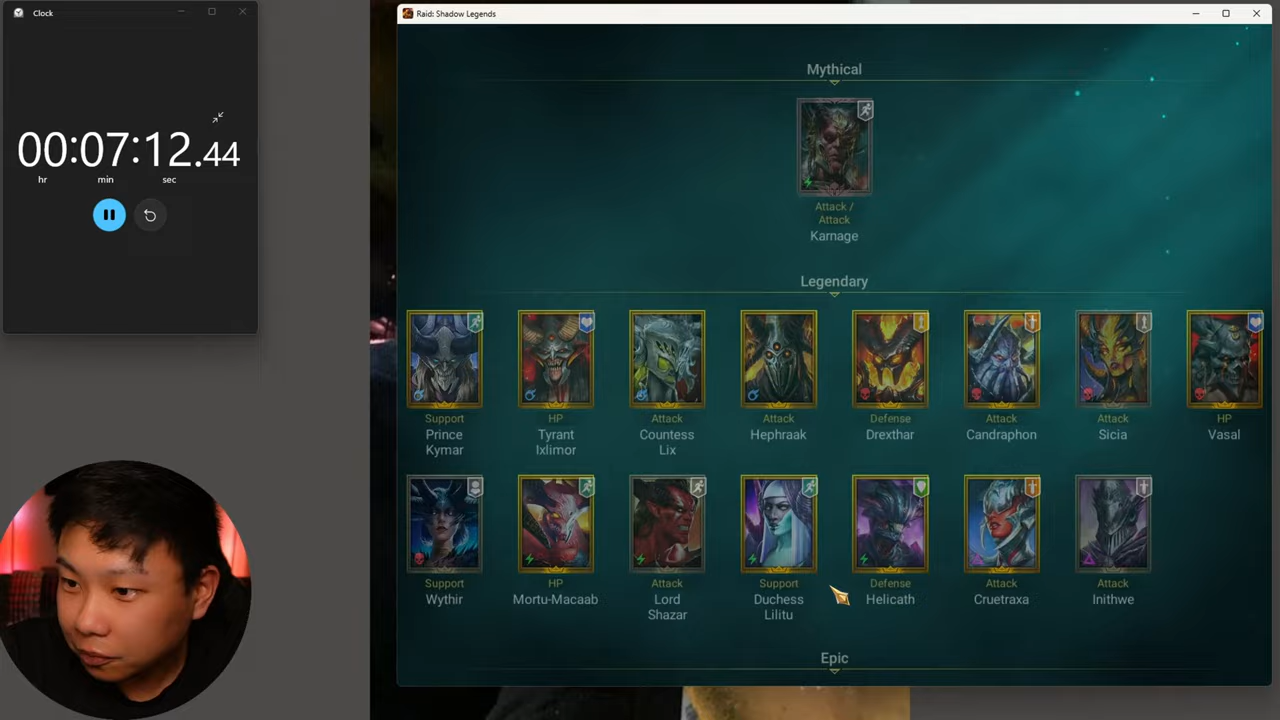 Clock
Raid: Shadow Legends
00:07:12.44
hr min sec
Mythical
Attack /
Attack
Karnage
Legendary
Support HP Attack Attack Defense Attack Attack HP
Prince Tyrant Countess Hephraak Drexthar Candraphon Sicia Vasal
Kymar Ixlimor Lix
Support HP Attack Support Defense Attack Attack
Wythir Mortu-Macaab Lord Duchess Helicath Cruetraxa Inithwe
Shazar Lilitu
Epic